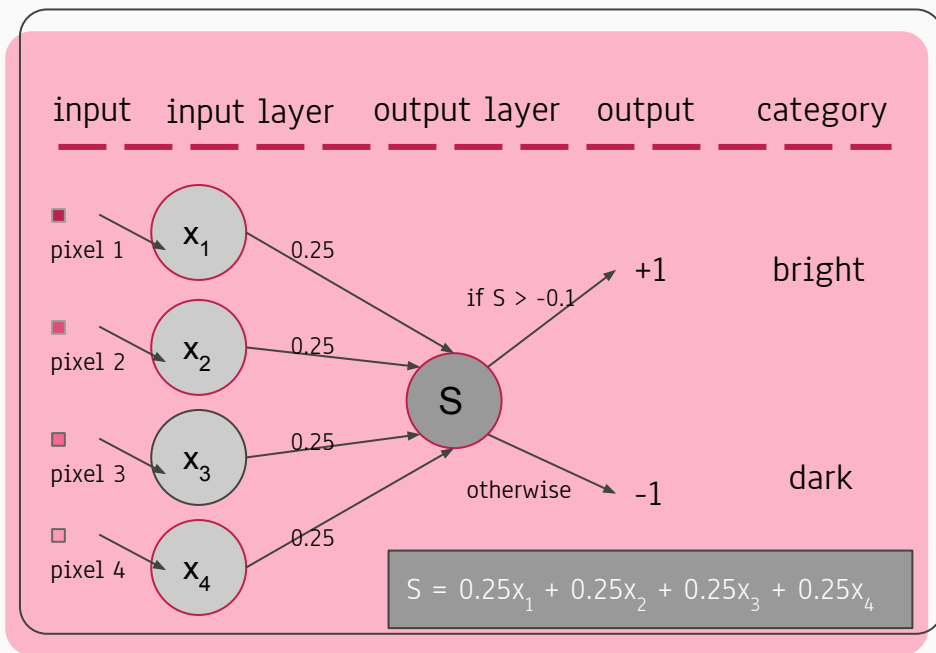 input input layer output layer output category
pixel 1
x1
0.25
+1
bright
if S > -0.1
pixel 2
x2
0.25
S
pixel 3
x3
0.25
otherwise
-1
dark
pixel 4
x4
0.25
S = 0.25x1 + 0.25x2 + 0.25x3 + 0.25x4